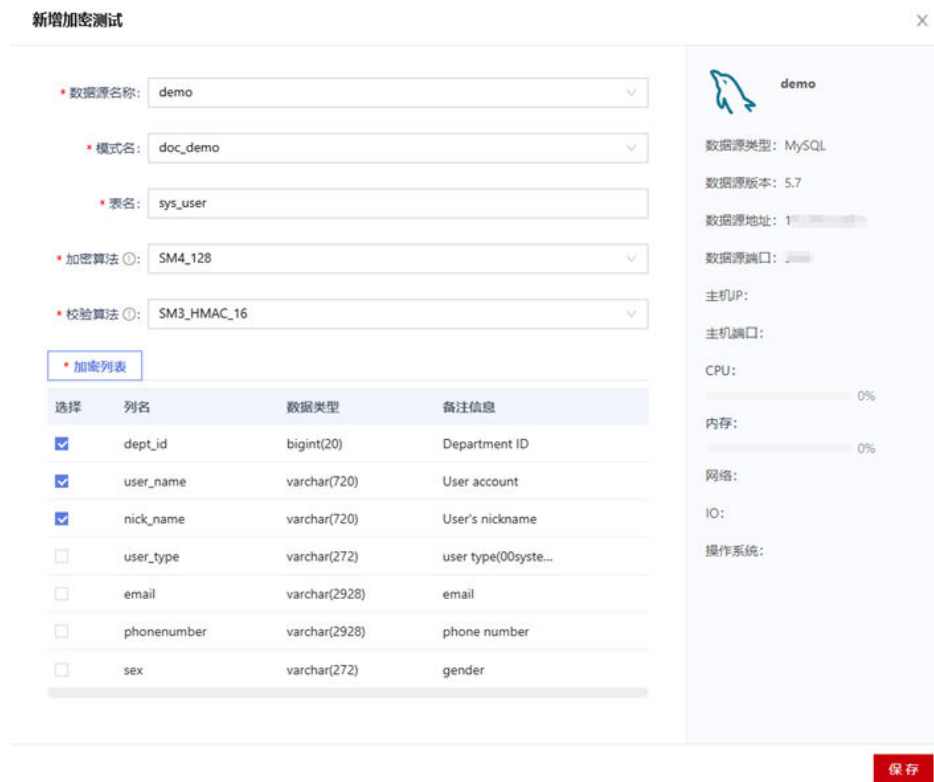 新增加密测试
* 数据源名称: demo
* 模式名: doc_demo
* 表名: sys_user
* 加密算法 : SM4_128
* 校验算法 : SM3_HMAC_16
* 加密列表
选择 列名 数据类型 备注信息
dept_id bigint(20) Department ID
user_name varchar(720) User account
nick_name varchar(720) User's nickname
user_type varchar(272) user type(00syste...
email varchar(2928) email
phonenumber varchar(2928) phone number
sex varchar(272) gender
demo
数据源类型: MySQL
数据源版本: 5.7
数据源地址: 1
数据源端口:
主机IP:
主机端口:
CPU:
0%
内存:
0%
网络:
IO:
操作系统:
保存